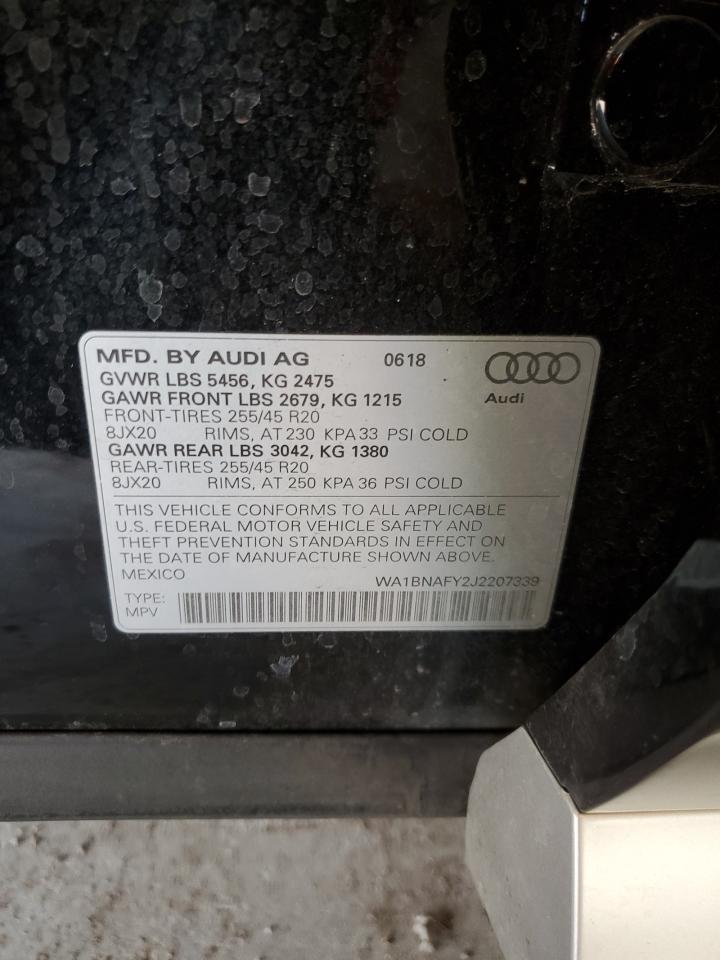 MFD. BY AUDI AG 0618
GVWR LBS 5456, KG 2475
GAWR FRONT LBS 2679, KG 1215
Audi
FRONT-TIRES 255/45 R20
8JX20 RIMS, AT 230 KPA 33 PSI COLD
GAWR REAR LBS 3042, KG 1380
REAR-TIRES 255/45 R20
8JX20 RIMS, AT 250 KPA 36 PSI COLD
THIS VEHICLE CONFORMS TO ALL APPLICABLE
U.S. FEDERAL MOTOR VEHICLE SAFETY AND
THEFT PREVENTION STANDARDS IN EFFECT ON
THE DATE OF MANUFACTURE SHOWN ABOVE.
MEXICO WA1BNAFY2J2207339
TYPE:
MPV